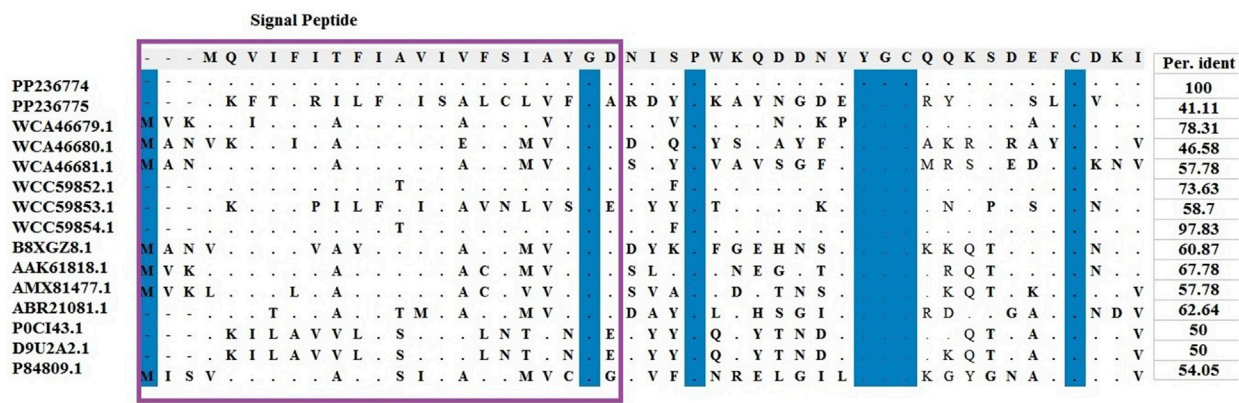 Signal Peptide
- - - M Q V I F I T F I A V I V F S I A Y G D N I S P W K Q D D N Y Y G C Q Q K S D E F C D K I Per. ident
PP236774 - - - . . . . . . . . . . . . . . . . . . . . . . . . . . . . . . . . . . . . . . . . . . . . . 100
PP236775 - - - . K F T . R I L F . I S A L C L V F . A R D Y . K A Y N G D E . . . R Y . . . S L . V . . 41.11
WCA46679.1 M V K . . I . . . A . . . . . A . . . V . . . . . V . . . . N . K P . . . . . . . . A . . . . . 78.31
WCA46680.1 M A N V K . . I . A . . . . . E . . M V . . . D . Q . Y S . A Y F . . . . A K R . R A Y . . . V 46.58
WCA46681.1 M A N . . . . . . A . . . . . A . . M V . . . S . Y . V A V S G F . . . . M R S . E D . . K N V 57.78
WCC59852.1 - - - . . . . . . . . . T . . . . . . . . . . . . F . . . . . . . . . . . . . . . . . . . . . . 73.63
WCC59853.1 - - - . K . . . P I L F . I . A V N L V S . E . Y Y . T . . . . K . . . . . N . P . S . . N . . 58.7
WCC59854.1 - - - . . . . . . . . . T . . . . . . . . . . . . F . . . . . . . . . . . . . . . . . . . . . . 97.83
B8XGZ8.1 M A N V . . . . V A Y . . . . A . . M V . . . D Y K . F G E H N S . . . . K K Q T . . . . N . . 60.87
AAK61818.1 M V K . . . . . . A . . . . . A C . M V . . . S L . . . N E G . T . . . . . R Q T . . . . N . . 67.78
AMX81477.1 M V K L . . . L . A . . . . . A C . V V . . . S V A . . D . T N S . . . . . K Q T . K . . . . V 57.78
ABR21081.1 - - - . . . T . . A . . T M . A . . M V . . . D A Y . L . H S G I . . . . R D . . G A . . N D V 62.64
P0CI43.1 - - - . K I L A V V L . S . . . L N T . N . E . Y Y . Q . Y T N D . . . . . . Q T . A . . . . V 50
D9U2A2.1 - - - . K I L A V V L . S . . . L N T . N . E . Y Y . Q . Y T N D . . . . . K Q T . A . . . . V 50
P84809.1 M I S V . . . . . A . . S I . A . . M V C . G . V F . N R E L G I L . . . K G Y G N A . . . . V 54.05